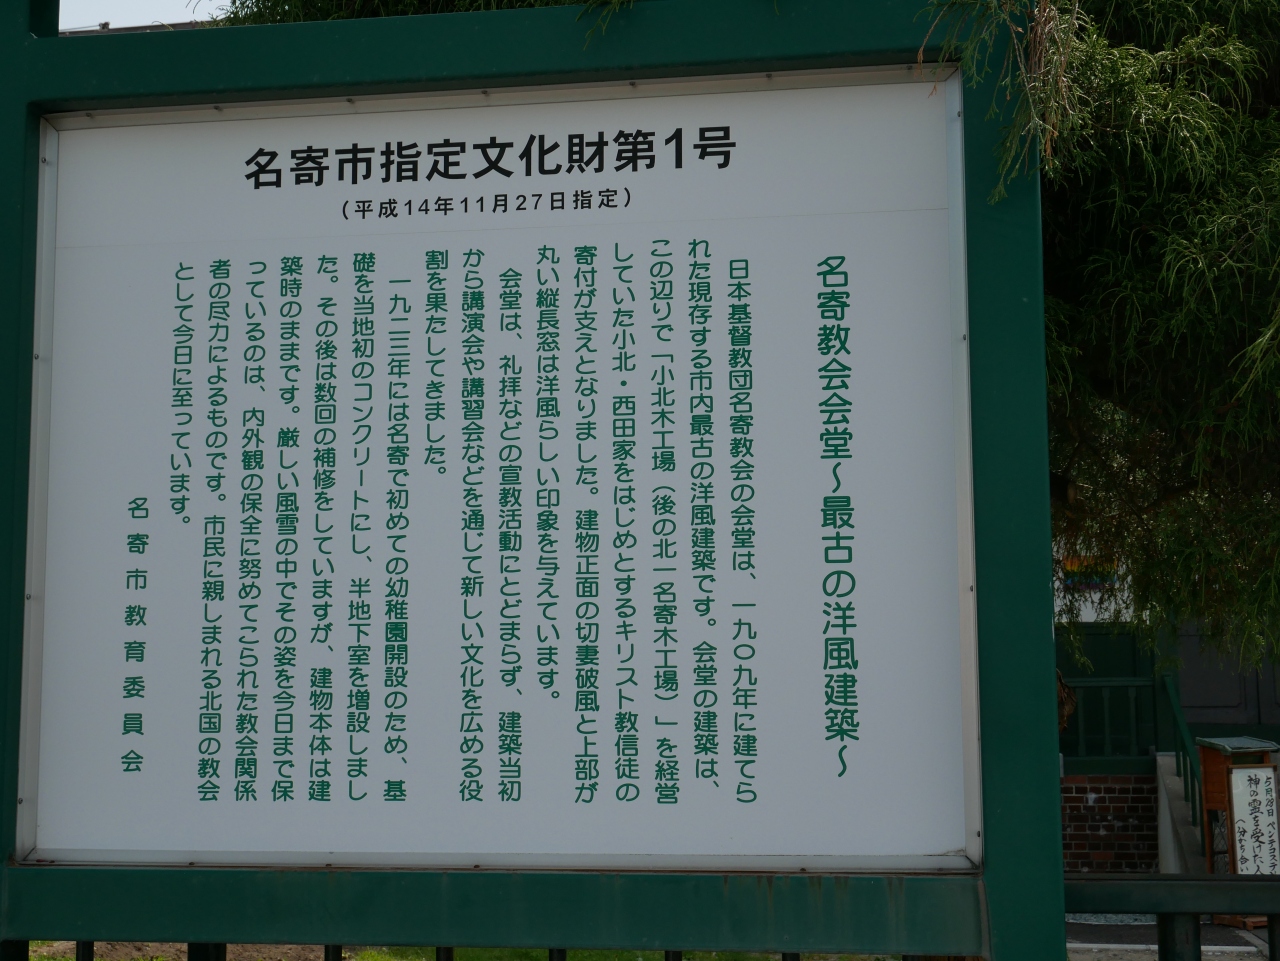 名寄市指定文化財第1号
（平成14年11月27日指定）
名寄教会会堂～最古の洋風建築～
日本基督教団名寄教会の会堂は、一九〇九年に建てら
れた現存する市内最古の洋風建築です。会堂の建築は、
この辺りで「小北木工場（後の北一名寄木工場）」を経営
していた小北・西田家をはじめとするキリスト教信徒の
寄付が支えとなりました。建物正面の切妻破風と上部が
丸い縦長窓は洋風らしい印象を与えています。
会堂は、礼拝などの宣教活動にとどまらず、建築当初
から講演会や講習会などを通じて新しい文化を広める役
割を果たしてきました。
一九二三年には名寄で初めての幼稚園開設のため、基
礎を当地初のコンクリートにし、半地下室を増設しまし
た。その後は数回の補修をしていますが、建物本体は建
築時のままです。厳しい風雪の中でその姿を今日まで保
っているのは、内外観の保全に努めてこられた教会関係
者の尽力によるものです。市民に親しまれる北国の教会
として今日に至っています。
名寄市教育委員会
ペンテコステ
神の霊を受けた人